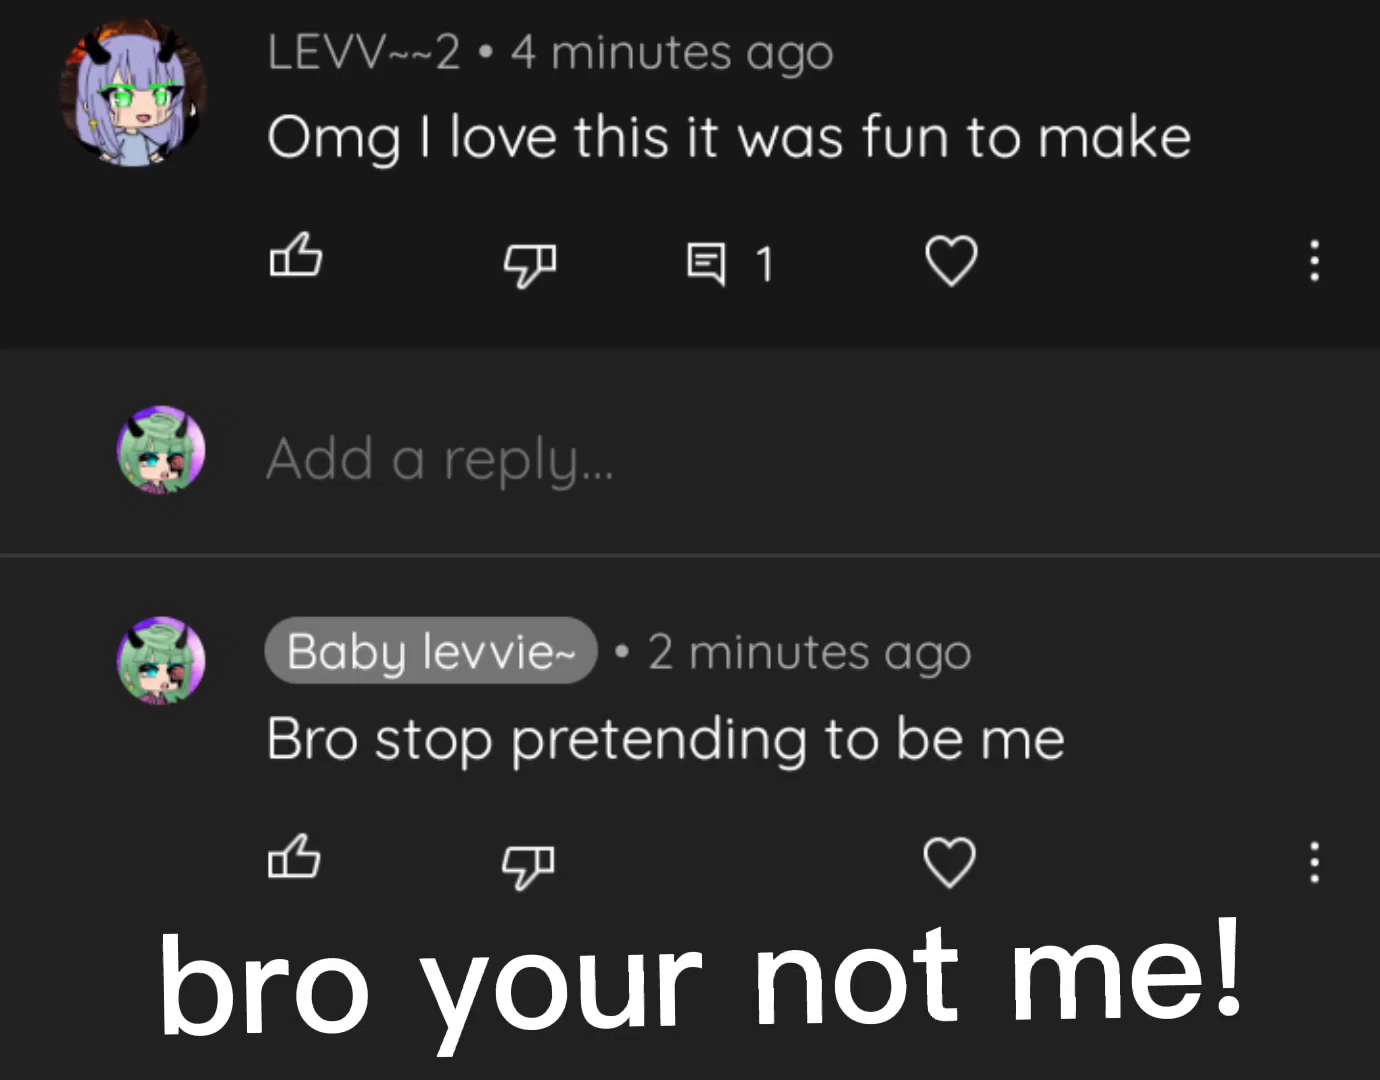 LEVV~~2 • 4 minutes ago
Omg I love this it was fun to make
1
Add a reply...
Baby levvie~ • 2 minutes ago
Bro stop pretending to be me
bro your not me!